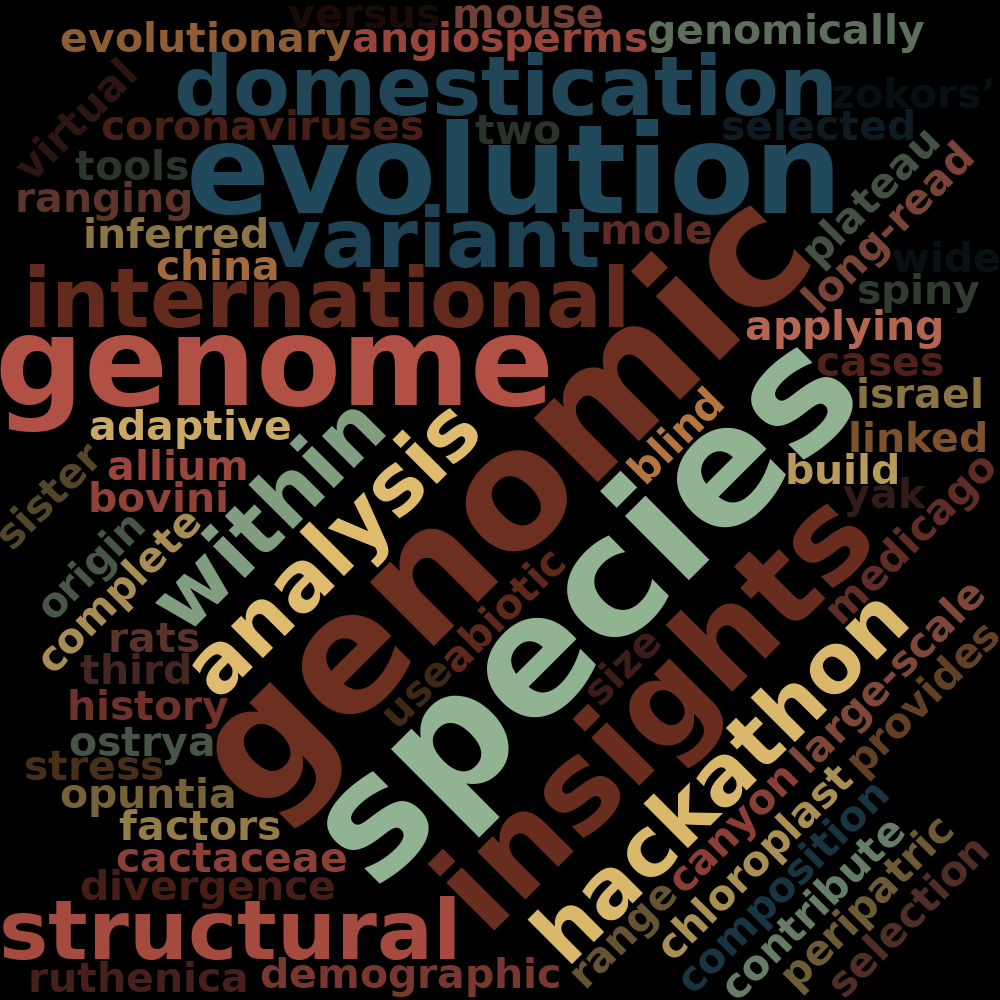 versus
mouse
evolutionary
angiosperms
genomically
domestication
zokors’
virtual
coronaviruses
two
selected
evolution
tools
ranging
plateau
long-read
inferred
variant
mole
wide
china
international
spiny
genomic
genome
applying
cases
israel
species
adaptive
within
analysis
blind
linked
build
allium
bovini
yak
sister
origin
complete
medicago
insights
abiotic
use
size
rats
third
history
hackathon
large-scale
provides
ostrya
stress
opuntia
factors
canyon
chloroplast
composition
cactaceae
divergence
contribute
peripatric
selection
range
structural
ruthenica
demographic